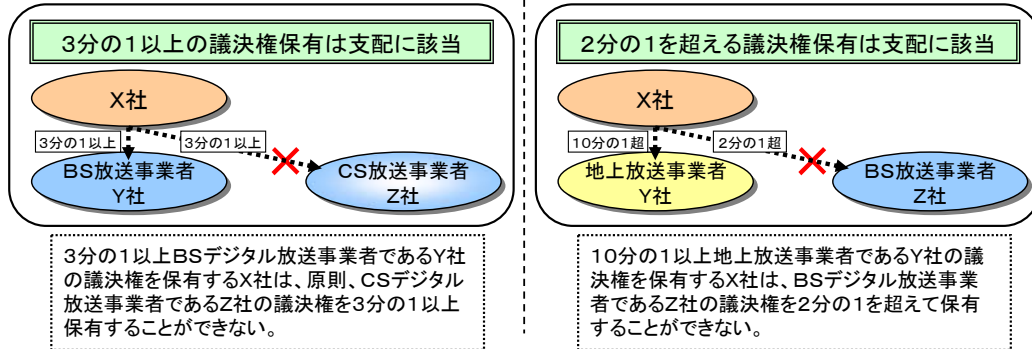 3分の1以上の議決権保有は支配に該当
X社
3分の1以上
3分の1以上
BS放送事業者
Y社
CS放送事業者
Z社
3分の1以上BSデジタル放送事業者であるY社
の議決権を保有するX社は、原則、CSデジタル
放送事業者であるZ社の議決権を3分の1以上
保有することができない。
2分の1を超える議決権保有は支配に該当
X社
10分の1超
2分の1超
地上放送事業者
Y社
BS放送事業者
Z社
10分の1以上地上放送事業者であるY社の議
決権を保有するX社は、BSデジタル放送事業
者であるZ社の議決権を2分の1を超えて保有
することができない。